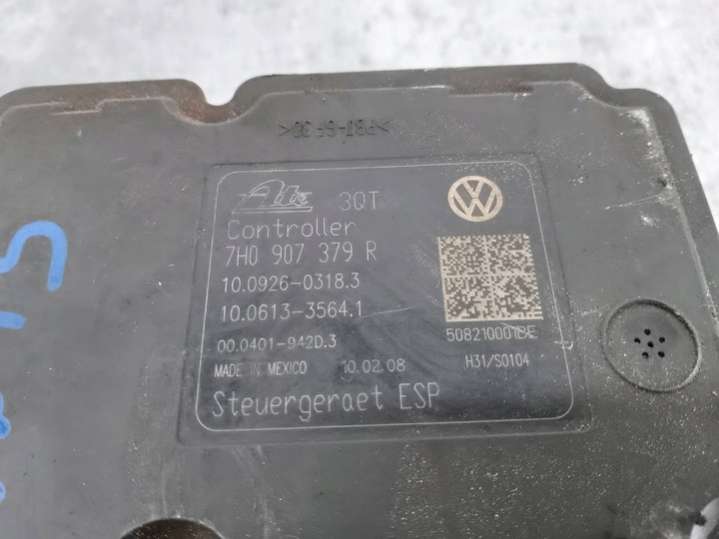 >PBT-GF30<
Ate 3QT
Controller
7H0 907 379 R
10.0926-0318.3
10.0613-3564.1
00.0401-942D.3
508210001BE
MADE IN MEXICO 10.02.08
H31/S0104
Steuergeraet ESP